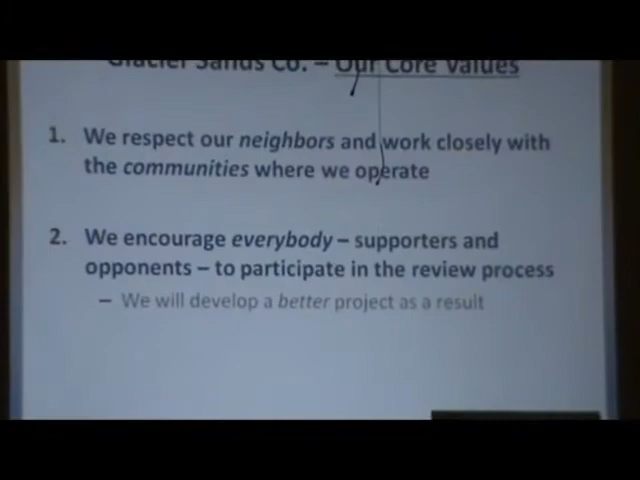 Glacier Sands Co. – Our Core Values
1. We respect our neighbors and work closely with
the communities where we operate
2. We encourage everybody – supporters and
opponents – to participate in the review process
– We will develop a better project as a result